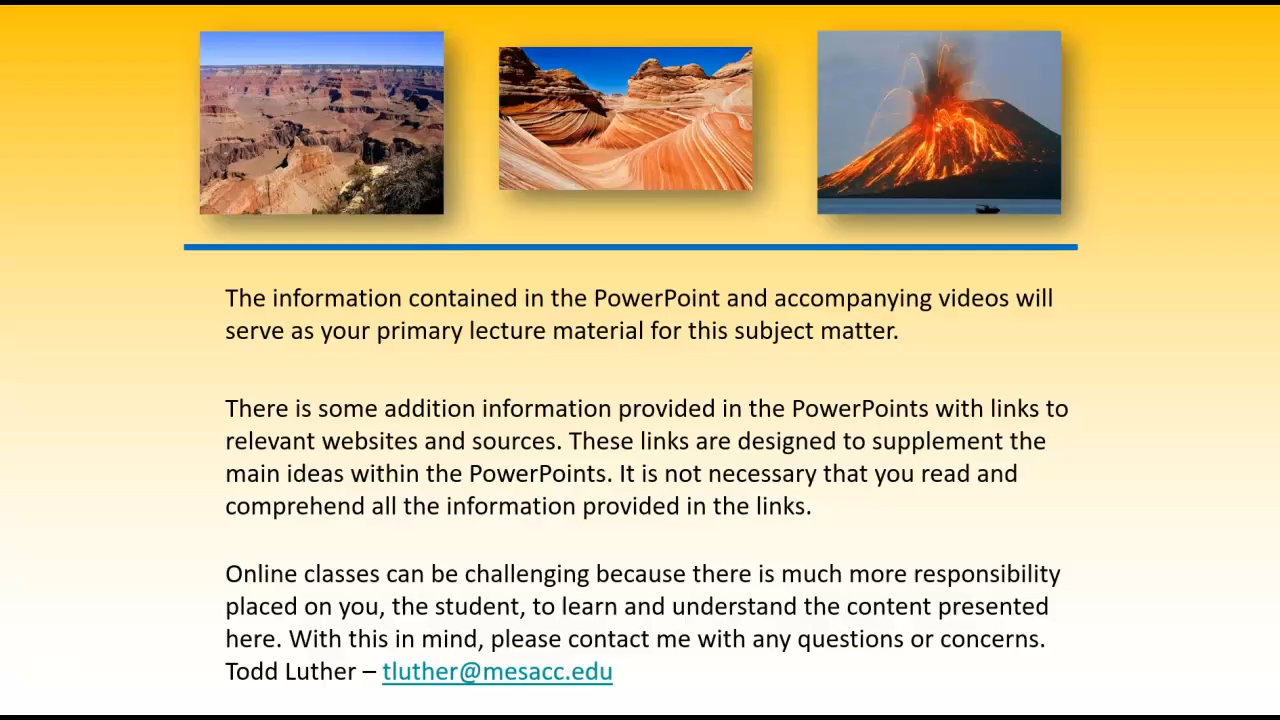 The information contained in the PowerPoint and accompanying videos will
serve as your primary lecture material for this subject matter.
There is some addition information provided in the PowerPoints with links to
relevant websites and sources. These links are designed to supplement the
main ideas within the PowerPoints. It is not necessary that you read and
comprehend all the information provided in the links.
Online classes can be challenging because there is much more responsibility
placed on you, the student, to learn and understand the content presented
here. With this in mind, please contact me with any questions or concerns.
Todd Luther – tluther@mesacc.edu